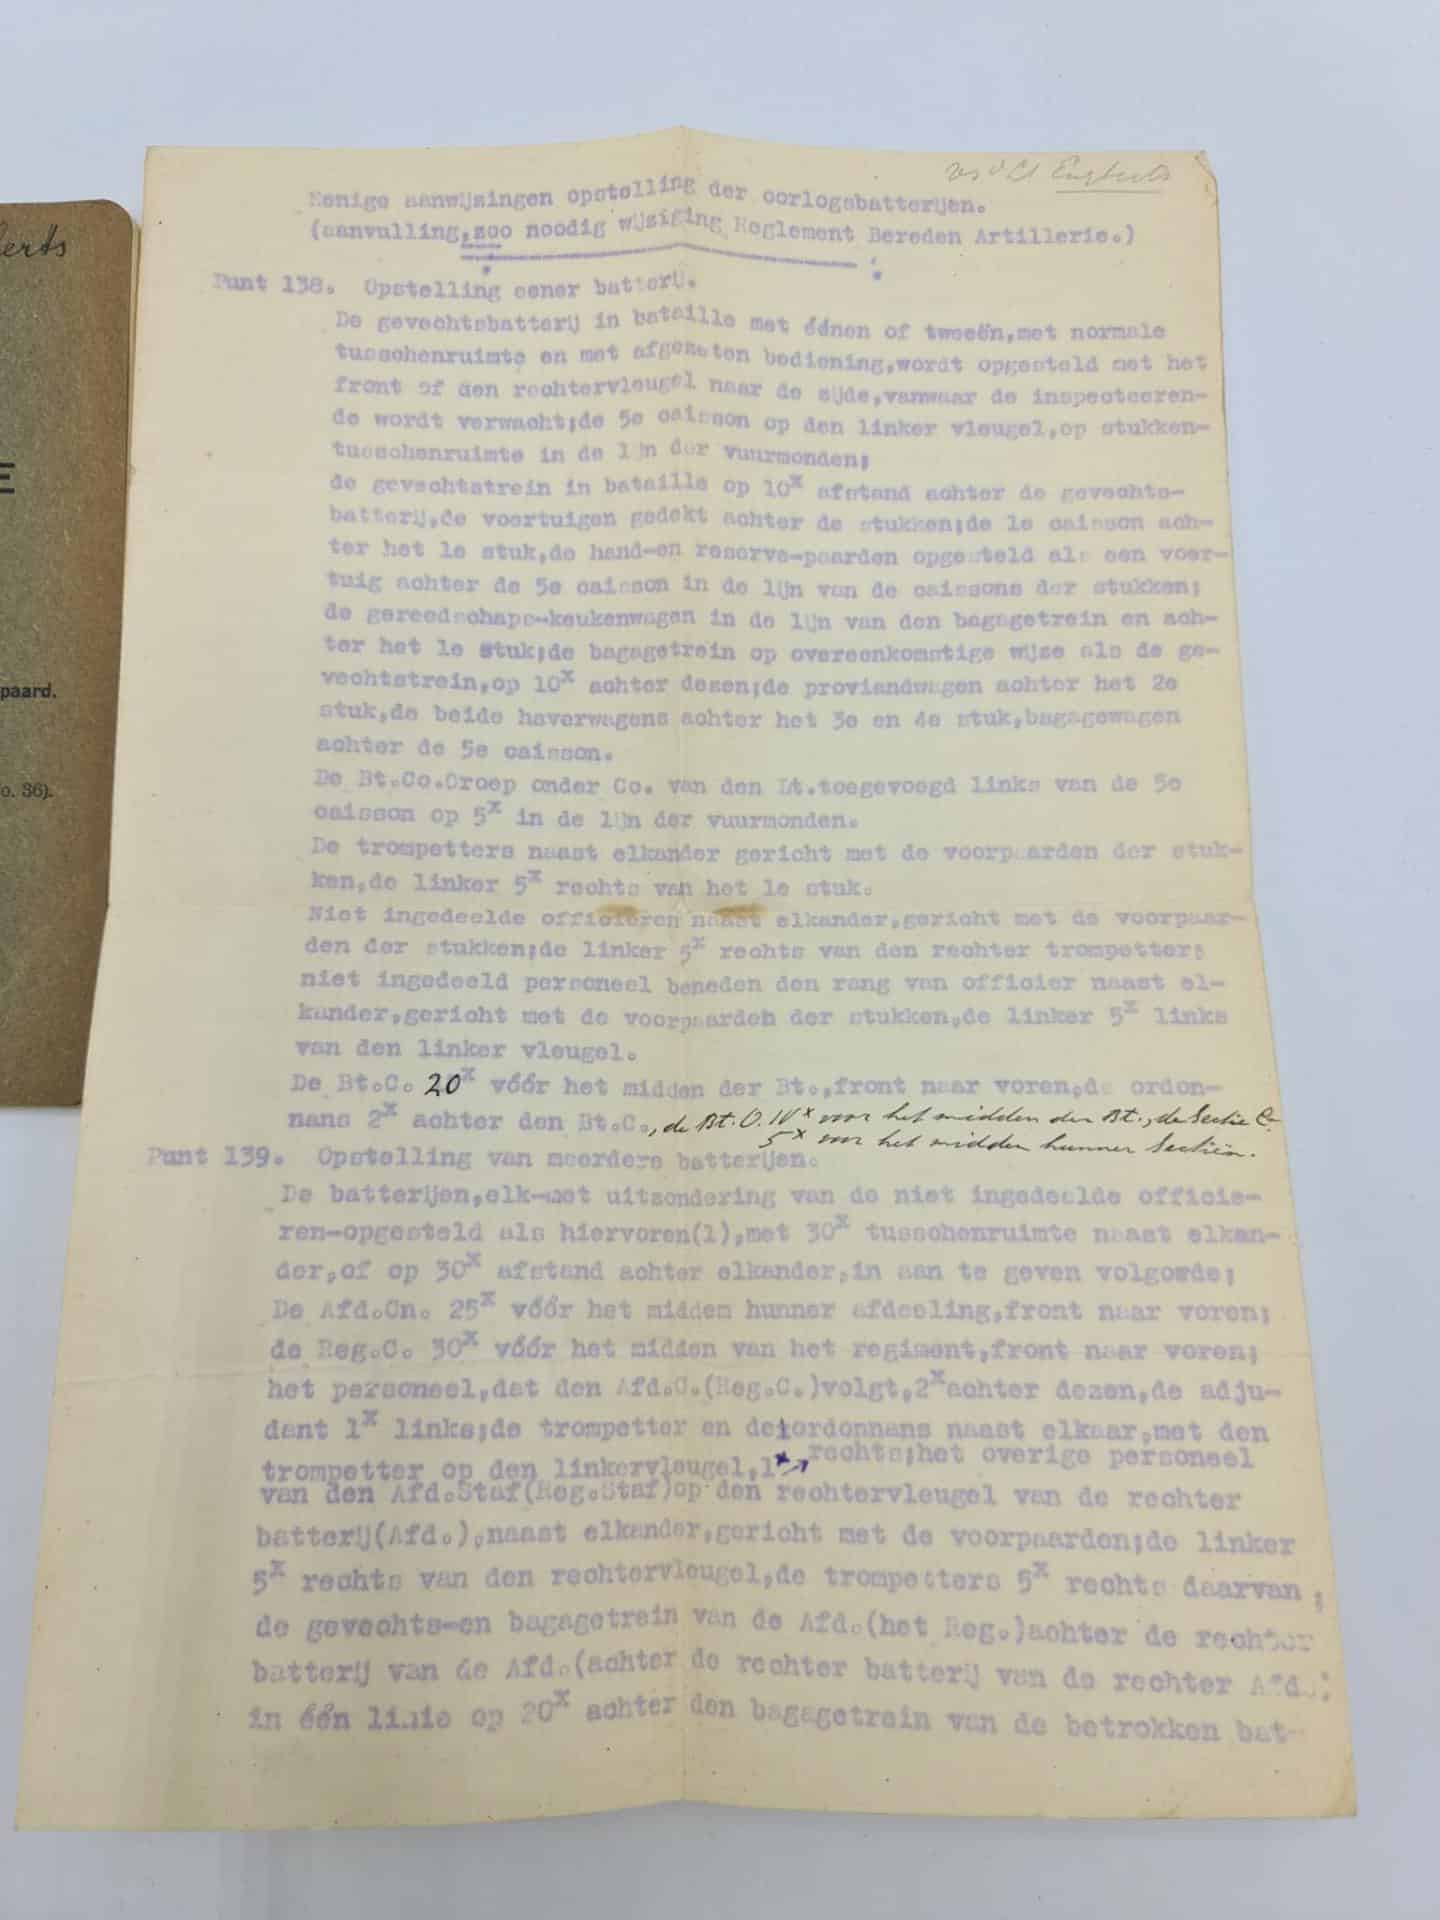 Engberts
Eenige aanwijzingen opstelling der oorlogsbatterijen.
(aanvulling,zoo noodig wijziging Reglement Bereden Artillerie.)
Punt 138. Opstelling eener batterij.
De gevechtsbatterij in bataille met éénen of tweeën,met normale
tusschenruimte en met afgezeten bediening,wordt opgesteld met het
front of den rechtervleugel naar de zijde,vanwaar de inspecteeren-
de wordt verwacht;de 5e caisson op den linker vleugel,op stukken-
tusschenruimte in de lijn der vuurmonden;
de gevechtstrein in bataille op 10x afstand achter de gevechts-
batterij,de voertuigen gedekt achter de stukken;de 1e caisson ach-
ter het 1e stuk,de hand-en reserve-paarden opgesteld als een voer-
tuig achter de 5e caisson in de lijn van de caissons der stukken;
de gereedschaps-keukenwagen in de lijn van den bagagetrein en ach-
ter het 1e stuk;de bagagetrein op overeenkomstige wijze als de ge-
vechtstrein,op 10x achter dezen;de proviandwagen achter het 2e
stuk,de beide haverwagens achter het 3e en 4e stuk,bagagewagen
achter de 5e caisson.
De Bt.Co.Groep onder Co. van den Lt.toegevoegd links van de 5e
caisson op 5x in de lijn der vuurmonden.
De trompetters naast elkander gericht met de voorpaarden der stuk-
ken,de linker 5x rechts van het 1e stuk.
Niet ingedeelde officieren naast elkander,gericht met de voorpaar-
den der stukken;de linker 5x rechts van den rechter trompetter;
niet ingedeeld personeel beneden den rang van officier naast el-
kander,gericht met de voorpaarden der stukken,de linker 5x links
van den linker vleugel.
De Bt.C. 20x vóór het midden der Bt.,front naar voren,de ordon-
nans 2x achter den Bt.C., de Bt. O. 10x voor het midden der Bt., de Sectie Cn
5x voor het midden hunner Sectiën.
Punt 139. Opstelling van meerdere batterijen.
De batterijen,elk-met uitzondering van de niet ingedeelde officie-
ren-opgesteld als hiervoren(1),met 30x tusschenruimte naast elkan-
der,of op 30x afstand achter elkander,in aan te geven volgorde;
De Afd.Cn. 25x vóór het midden hunner afdeeling,front naar voren;
de Reg.C. 30x vóór het midden van het regiment,front naar voren;
het personeel,dat den Afd.C.(Reg.C.)volgt,2x achter dezen,de adju-
dant 1x links;de trompetter en de ordonnans naast elkaar,met den
trompetter op den linkervleugel,1x rechts;het overige personeel
van den Afd.Staf(Reg.Staf)op den rechtervleugel van de rechter
batterij(Afd.),naast elkander,gericht met de voorpaarden;de linker
5x rechts van den rechtervleugel,de trompetters 5x rechts daarvan;
de gevechts-en bagagetrein van de Afd.(het Reg.)achter de rechter
batterij van de Afd.(achter de rechter batterij van de rechter Afd.;
in één linie op 20x achter den bagagetrein van de betrokken bat-
erts
E
paard.
o. 36).